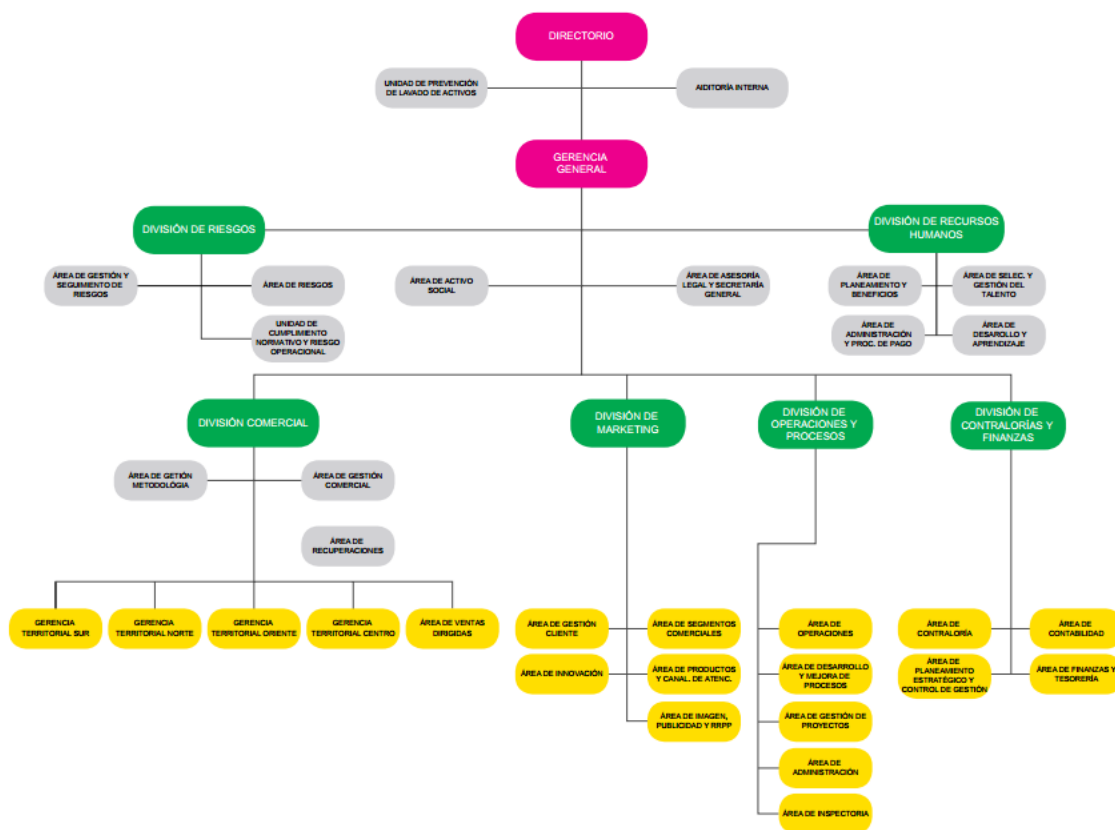 DIRECTORIO
UNIDAD DE PREVENCIÓN
DE LAVADO DE ACTIVOS
AIDITORÍA INTERNA
GERENCIA
GENERAL
DIVISIÓN DE RIESGOS
DIVISIÓN DE RECURSOS
HUMANOS
ÁREA DE GESTIÓN Y
SEGUIMIENTO DE
RIESGOS
ÁREA DE RIESGOS
UNIDAD DE
CUMPLIMIENTO
NORMATIVO Y RIESGO
OPERACIONAL
ÁREA DE ACTIVO
SOCIAL
ÁREA DE ASESORÍA
LEGAL Y SECRETARÍA
GENERAL
ÁREA DE
PLANEAMIENTO Y
BENEFICIOS
ÁREA DE SELEC. Y
GESTIÓN DEL
TALENTO
ÁREA DE
ADMINISTRACIÓN
Y PROC. DE PAGO
ÁREA DE
DESAROLLO Y
APRENDIZAJE
DIVISIÓN COMERCIAL
DIVISIÓN DE
MARKETING
DIVISIÓN DE
OPERACIONES Y
PROCESOS
DIVISIÓN DE
CONTRALORÍAS Y
FINANZAS
ÁREA DE GETIÓN
METODOLÓGIA
ÁREA DE GESTIÓN
COMERCIAL
ÁREA DE
RECUPERACIONES
GERENCIA
TERRITORIAL SUR
GERENCIA
TERRITORIAL NORTE
GERENCIA
TERRITORIAL ORIENTE
GERENCIA
TERRITORIAL CENTRO
ÁREA DE VENTAS
DIRIGIDAS
ÁREA DE GESTIÓN
CLIENTE
ÁREA DE SEGMENTOS
COMERCIALES
ÁREA DE INNOVACIÓN
ÁREA DE PRODUCTOS
Y CANAL. DE ATENC.
ÁREA DE IMAGEN,
PUBLICIDAD Y RRPP
ÁREA DE
OPERACIONES
ÁREA DE DESARROLLO
Y MEJORA DE
PROCESOS
ÁREA DE GESTIÓN DE
PROYECTOS
ÁREA DE
ADMINISTRACIÓN
ÁREA DE INSPECTORIA
ÁREA DE
CONTRALORÍA
ÁREA DE
CONTABILIDAD
ÁREA DE
PLANEAMIENTO
ESTRATÉGICO Y
CONTROL DE GESTIÓN
ÁREA DE FINANZAS Y
TESORERÍA